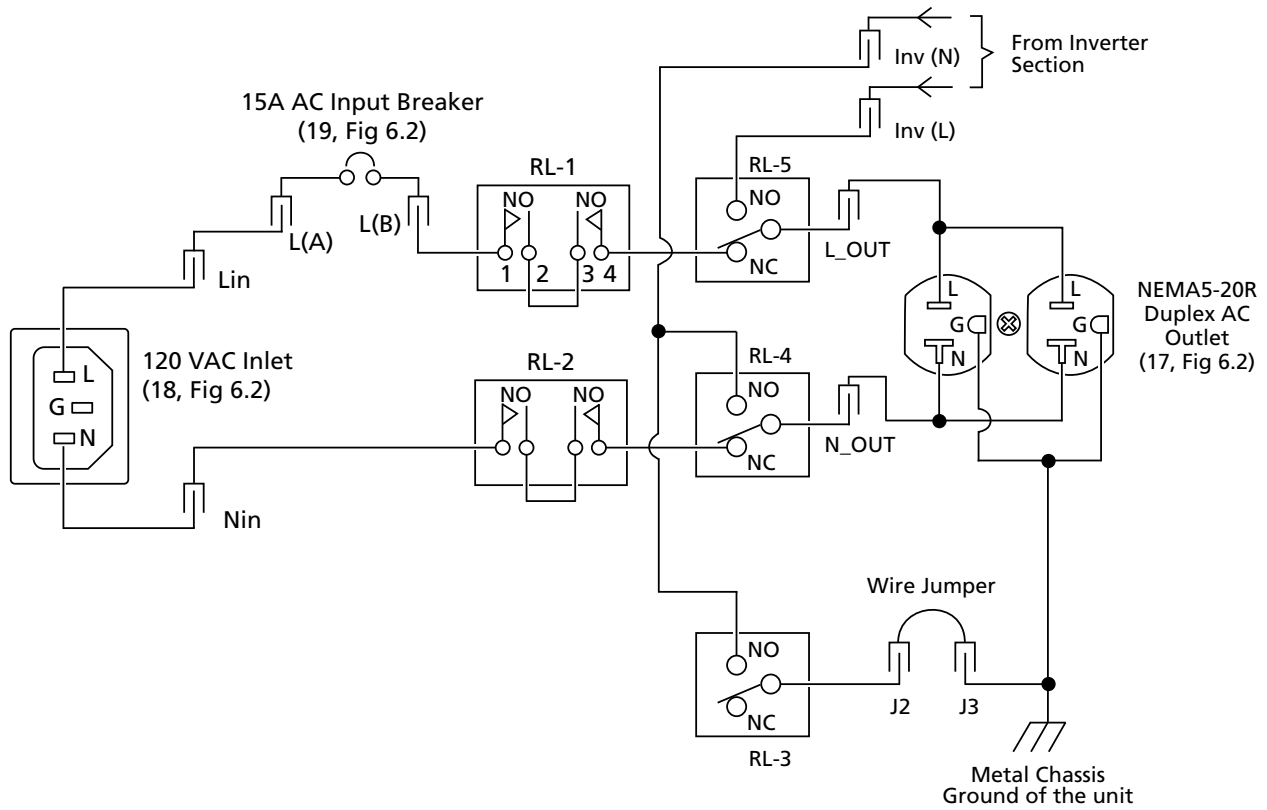 Inv (N)
From Inverter
Section
Inv (L)
15A AC Input Breaker
(19, Fig 6.2)
L(A)
L(B)
Lin
RL-1
NO
NO
1 2 3 4
RL-5
NO
NC
L_OUT
L
G
N
L
G
N
NEMA5-20R
Duplex AC
Outlet
(17, Fig 6.2)
120 VAC Inlet
(18, Fig 6.2)
L
G
N
Nin
RL-2
NO
NO
RL-4
NO
NC
N_OUT
Wire Jumper
NO
NC
RL-3
J2
J3
Metal Chassis
Ground of the unit